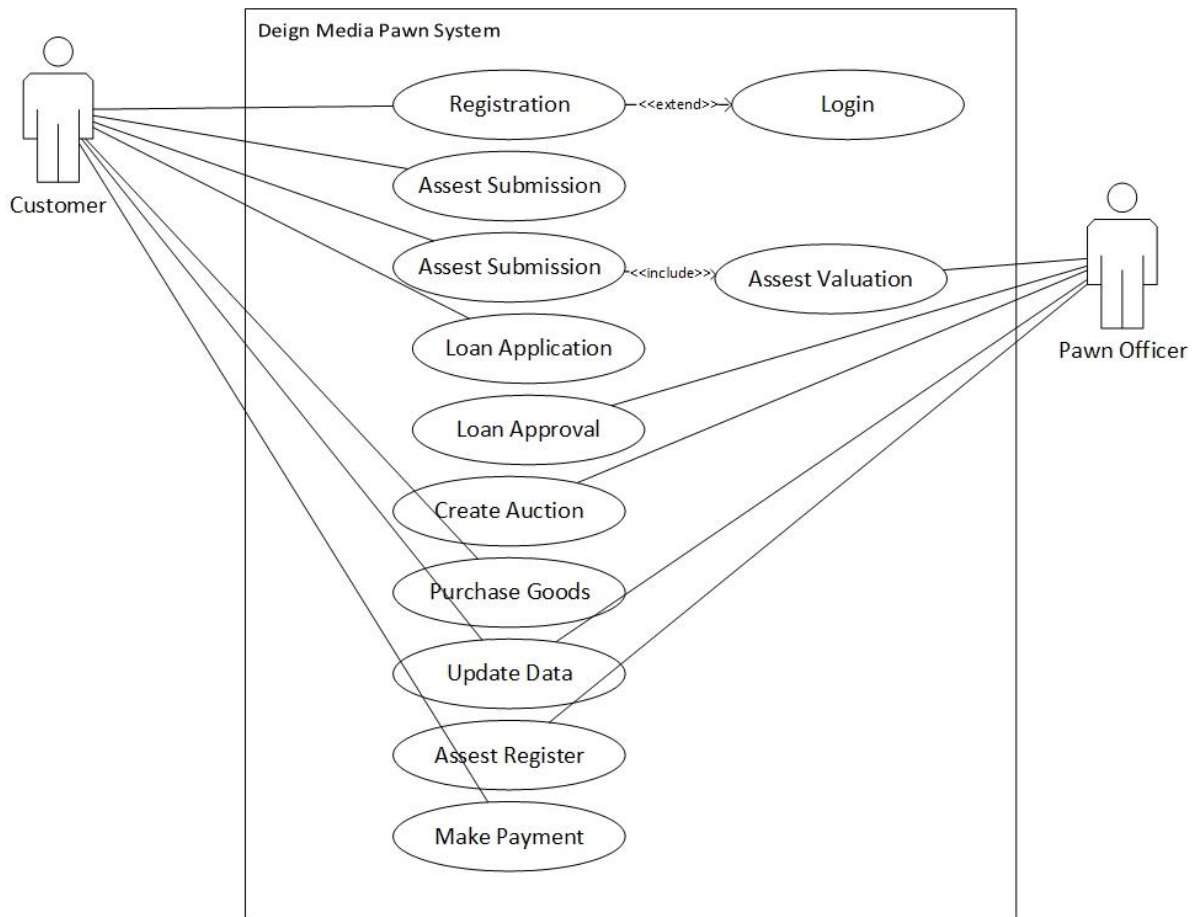 Deign Media Pawn System
Registration
<<extend>>
Login
Assest Submission
Customer
Assest Submission
<<include>>
Assest Valuation
Loan Application
Pawn Officer
Loan Approval
Create Auction
Purchase Goods
Update Data
Assest Register
Make Payment